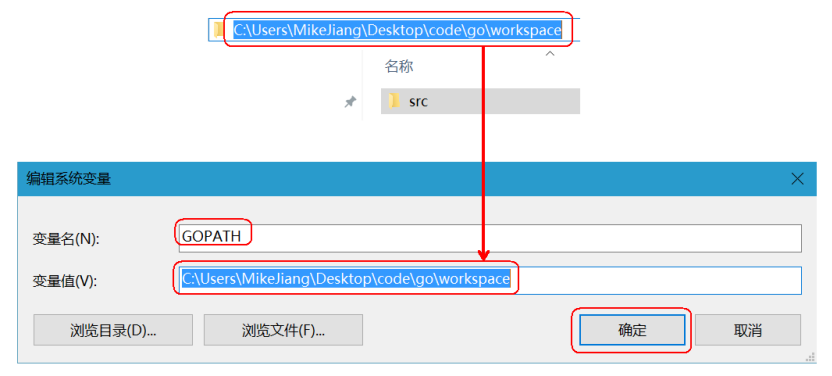 C:\Users\MikeJiang\Desktop\code\go\workspace
名称
src
编辑系统变量
变量名(N):
GOPATH
变量值(V):
C:\Users\MikeJiang\Desktop\code\go\workspace
浏览目录(D)... 浏览文件(F)... 确定 取消